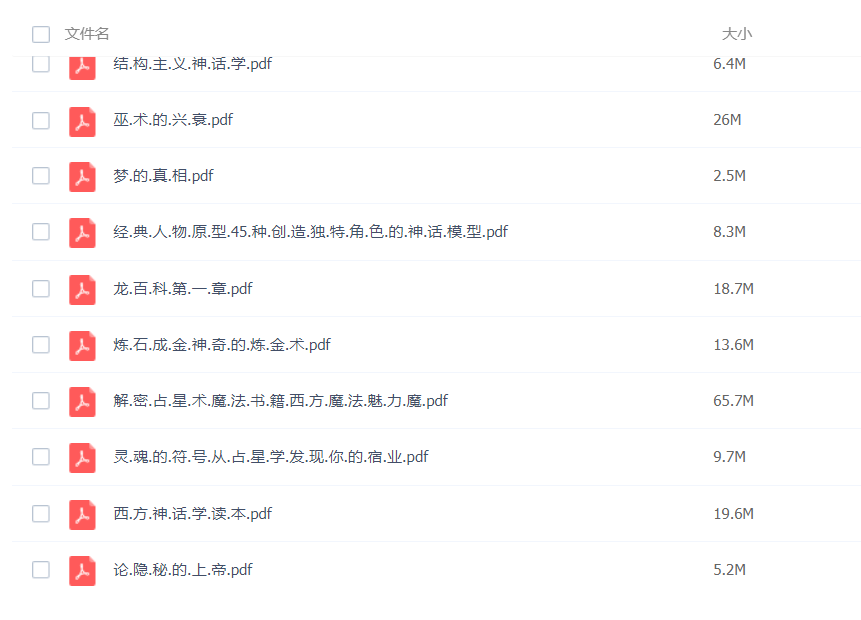 文件名 大小
结.构.主.义.神.话.学.pdf 6.4M
巫.术.的.兴.衰.pdf 26M
梦.的.真.相.pdf 2.5M
经.典.人.物.原.型.45.种.创.造.独.特.角.色.的.神.话.模.型.pdf 8.3M
龙.百.科.第.一.章.pdf 18.7M
炼.石.成.金.神.奇.的.炼.金.术.pdf 13.6M
解.密.占.星.术.魔.法.书.籍.西.方.魔.法.魅.力.魔.pdf 65.7M
灵.魂.的.符.号.从.占.星.学.发.现.你.的.宿.业.pdf 9.7M
西.方.神.话.学.读.本.pdf 19.6M
论.隐.秘.的.上.帝.pdf 5.2M